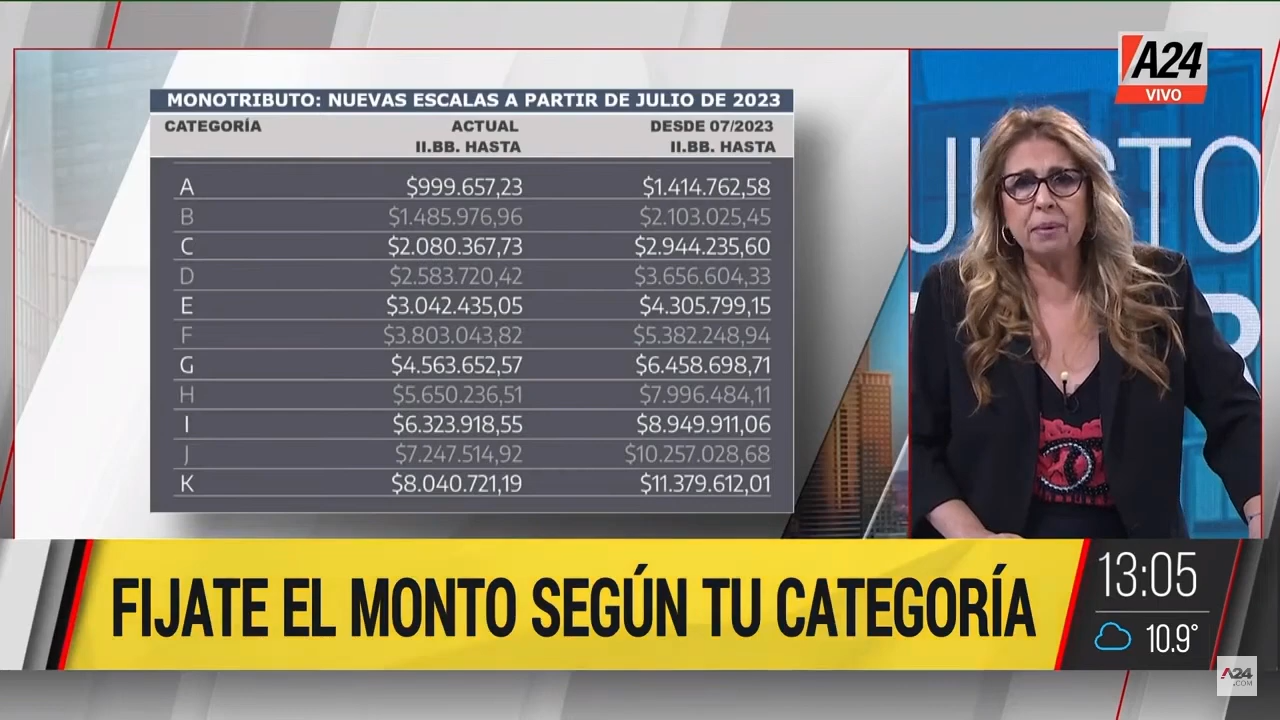 A24
VIVO
MONOTRIBUTO: NUEVAS ESCALAS A PARTIR DE JULIO DE 2023
CATEGORÍA ACTUAL DESDE 07/2023
II.BB. HASTA II.BB. HASTA
A $999.657,23 $1.414.762,58
B $1.485.976,96 $2.103.025,45
C $2.080.367,73 $2.944.235,60
D $2.583.720,42 $3.656.604,33
E $3.042.435,05 $4.305.799,15
F $3.803.043,82 $5.382.248,94
G $4.563.652,57 $6.458.698,71
H $5.650.236,51 $7.996.484,11
I $6.323.918,55 $8.949.911,06
J $7.247.514,92 $10.257.028,68
K $8.040.721,19 $11.379.612,01
FIJATE EL MONTO SEGÚN TU CATEGORÍA
13:05
10.9°
A24
.COM